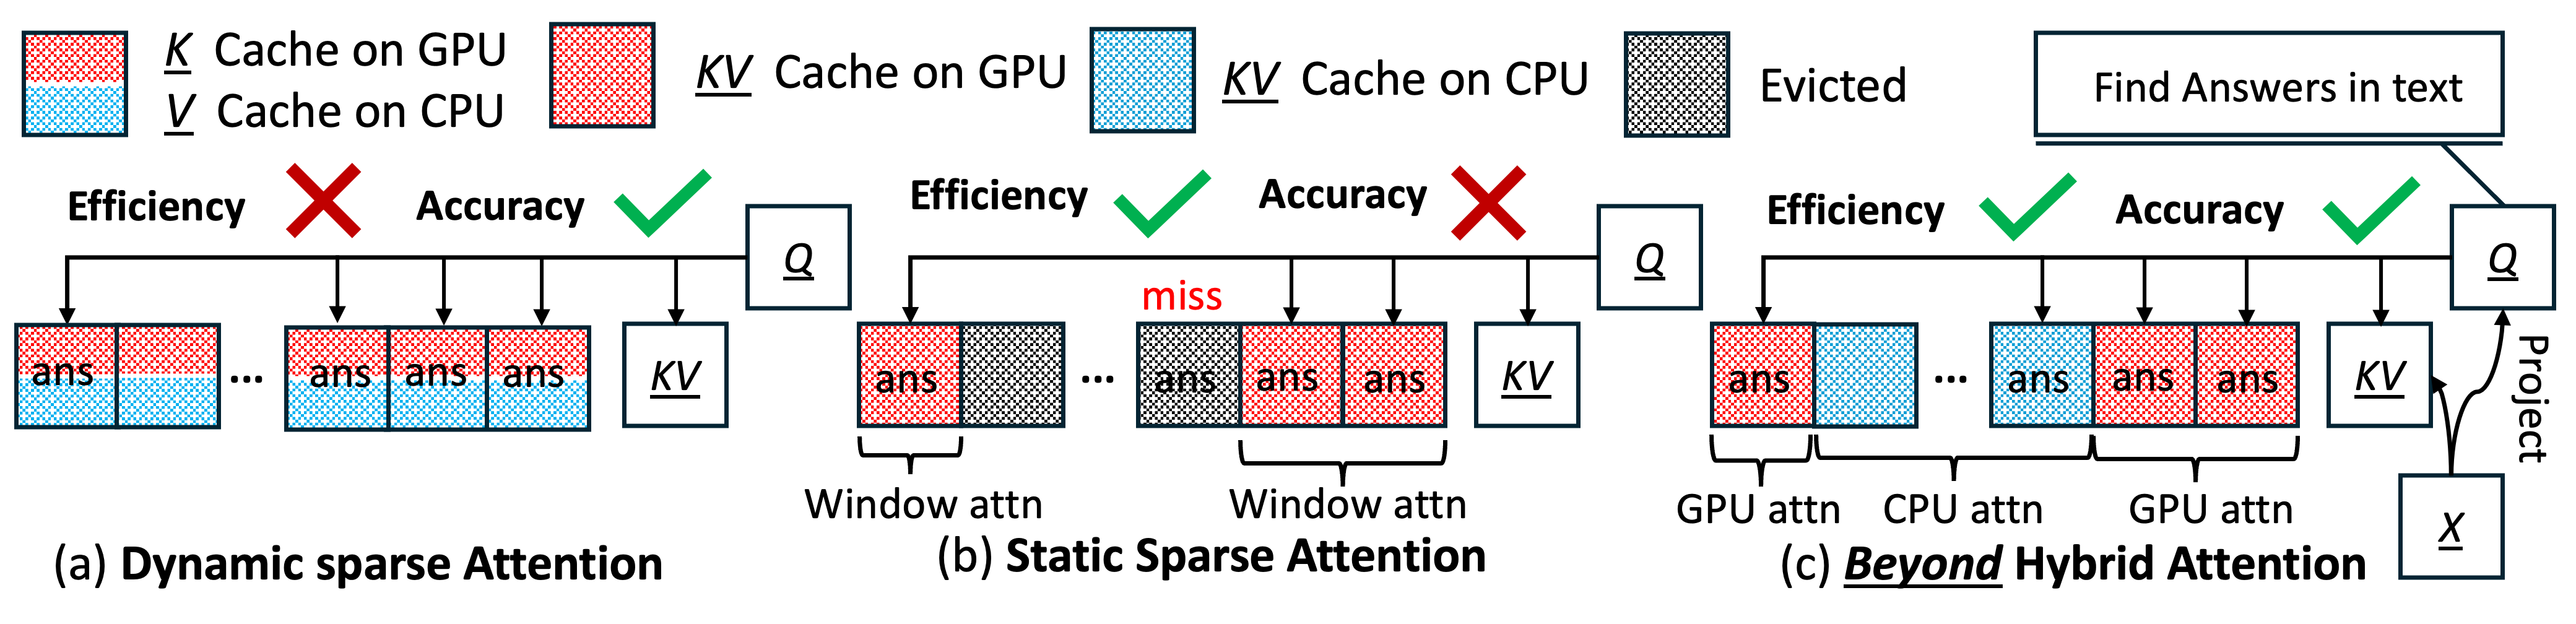 K Cache on GPU
V Cache on CPU
KV Cache on GPU
KV Cache on CPU
Evicted
Find Answers in text
Efficiency
Accuracy
Q
ans
...
ans
ans
ans
KV
(a) Dynamic sparse Attention
Efficiency
Accuracy
Q
miss
ans
...
ans
ans
ans
KV
Window attn
Window attn
(b) Static Sparse Attention
Efficiency
Accuracy
Q
ans
...
ans
ans
ans
KV
Project
GPU attn
CPU attn
GPU attn
X
(c) Beyond Hybrid Attention